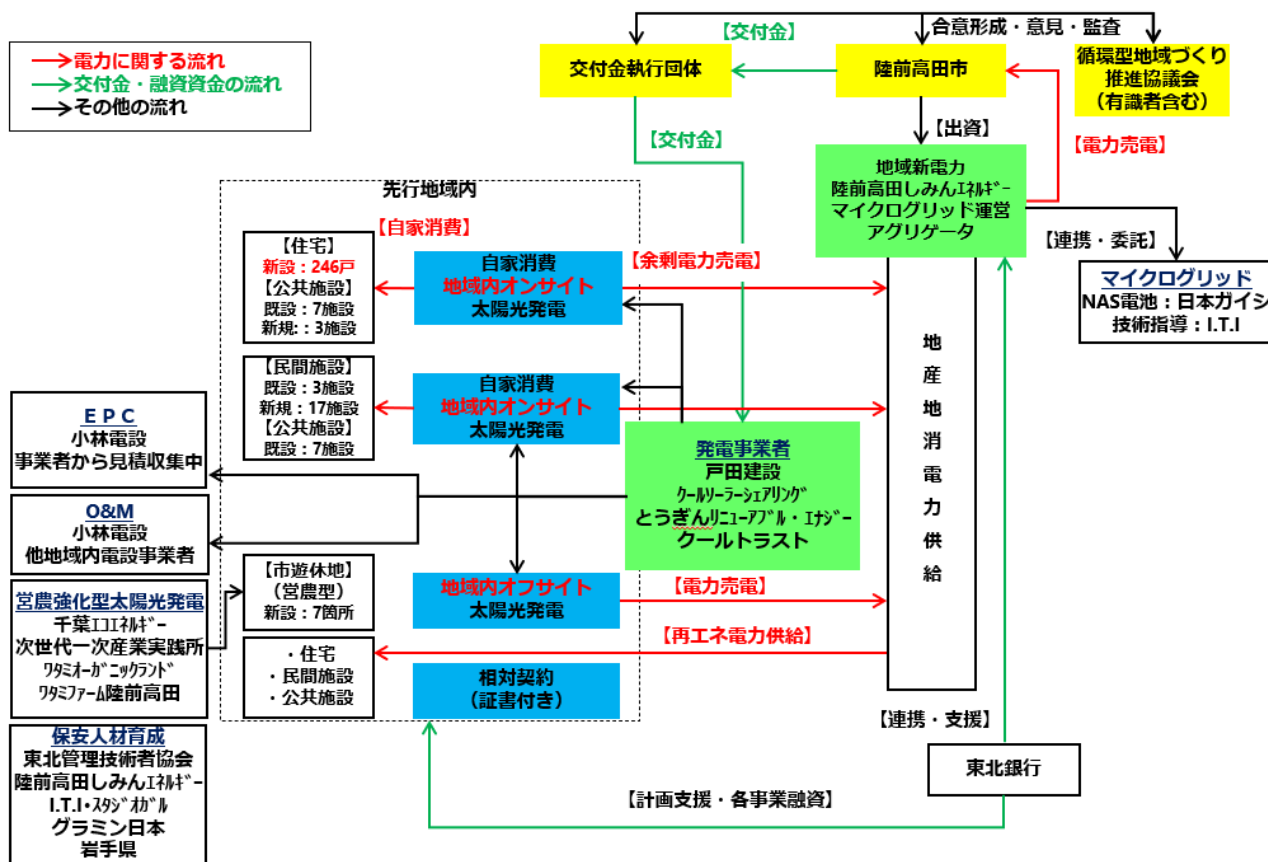 電力に関する流れ
交付金・融資資金の流れ
その他の流れ
【交付金】
合意形成・意見・監査
交付金執行団体
陸前高田市
循環型地域づくり
推進協議会
（有識者含む）
【交付金】
【出資】
【電力売電】
地域新電力
陸前高田しみんｴﾈﾙｷﾞｰ
マイクログリッド運営
アグリゲータ
【連携・委託】
マイクログリッド
NAS電池：日本ガイシ
技術指導：I.T.I
先行地域内
【自家消費】
【住宅】
新設：246戸
【公共施設】
既設：7施設
新規:：3施設
自家消費
地域内オンサイト
太陽光発電
【余剰電力売電】
【民間施設】
既設：3施設
新規：17施設
【公共施設】
既設：7施設
自家消費
地域内オンサイト
太陽光発電
地産地消電力供給
発電事業者
戸田建設
ｸｰﾙｿｰﾗｰｼｪｱﾘﾝｸﾞ
とうぎんﾘﾆｭｰｱﾌﾞﾙ・ｴﾅｼﾞｰ
クールトラスト
ＥＰＣ
小林電設
事業者から見積収集中
O&M
小林電設
他地域内電設事業者
営農強化型太陽光発電
千葉ｴｺｴﾈﾙｷﾞｰ
次世代一次産業実践所
ﾜﾀﾐｵｰｶﾞﾆｯｸﾗﾝﾄﾞ
ﾜﾀﾐﾌｧｰﾑ陸前高田
【市遊休地】
（営農型）
新設：7箇所
地域内オフサイト
太陽光発電
【電力売電】
【再エネ電力供給】
・住宅
・民間施設
・公共施設
相対契約
（証書付き）
【連携・支援】
保安人材育成
東北管理技術者協会
陸前高田しみんｴﾈﾙｷﾞｰ
I.T.I・ｽﾀｼﾞｵｶﾞﾙ
グラミン日本
岩手県
東北銀行
【計画支援・各事業融資】